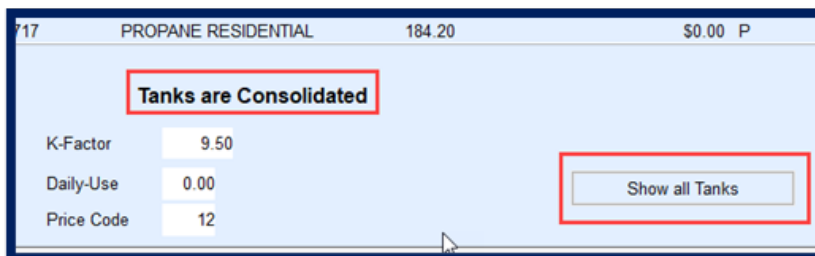 717 PROPANE RESIDENTIAL 184.20 $0.00 P
Tanks are Consolidated
K-Factor 9.50
Daily-Use 0.00
Show all Tanks
Price Code 12